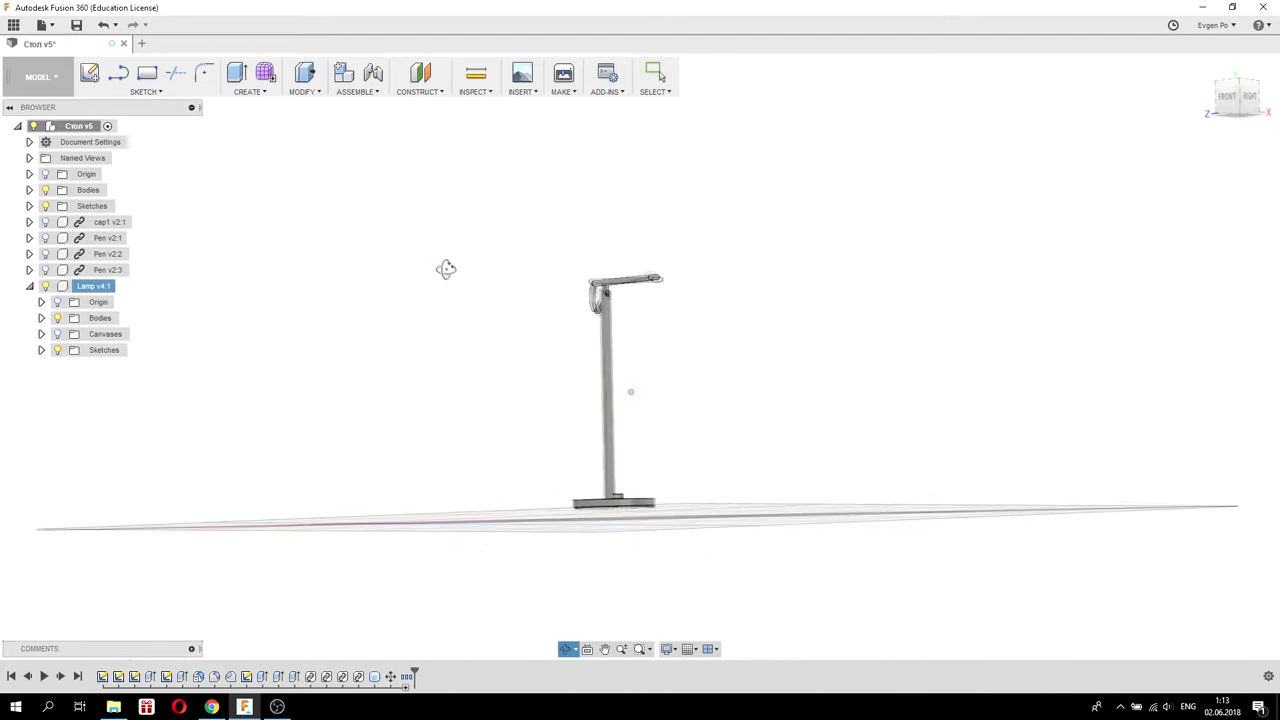 Autodesk Fusion 360 (Education License)
Evgen Po
Стол v5*
MODEL
SKETCH
CREATE
MODIFY
ASSEMBLE
CONSTRUCT
INSPECT
INSERT
MAKE
ADD-INS
SELECT
FRONT
RIGHT
Z
X
BROWSER
Стол v5
Document Settings
Named Views
Origin
Bodies
Sketches
cap1 v2:1
Pen v2:1
Pen v2:2
Pen v2:3
Lamp v4:1
Origin
Bodies
Canvases
Sketches
COMMENTS
ENG
1:13
02.06.2018